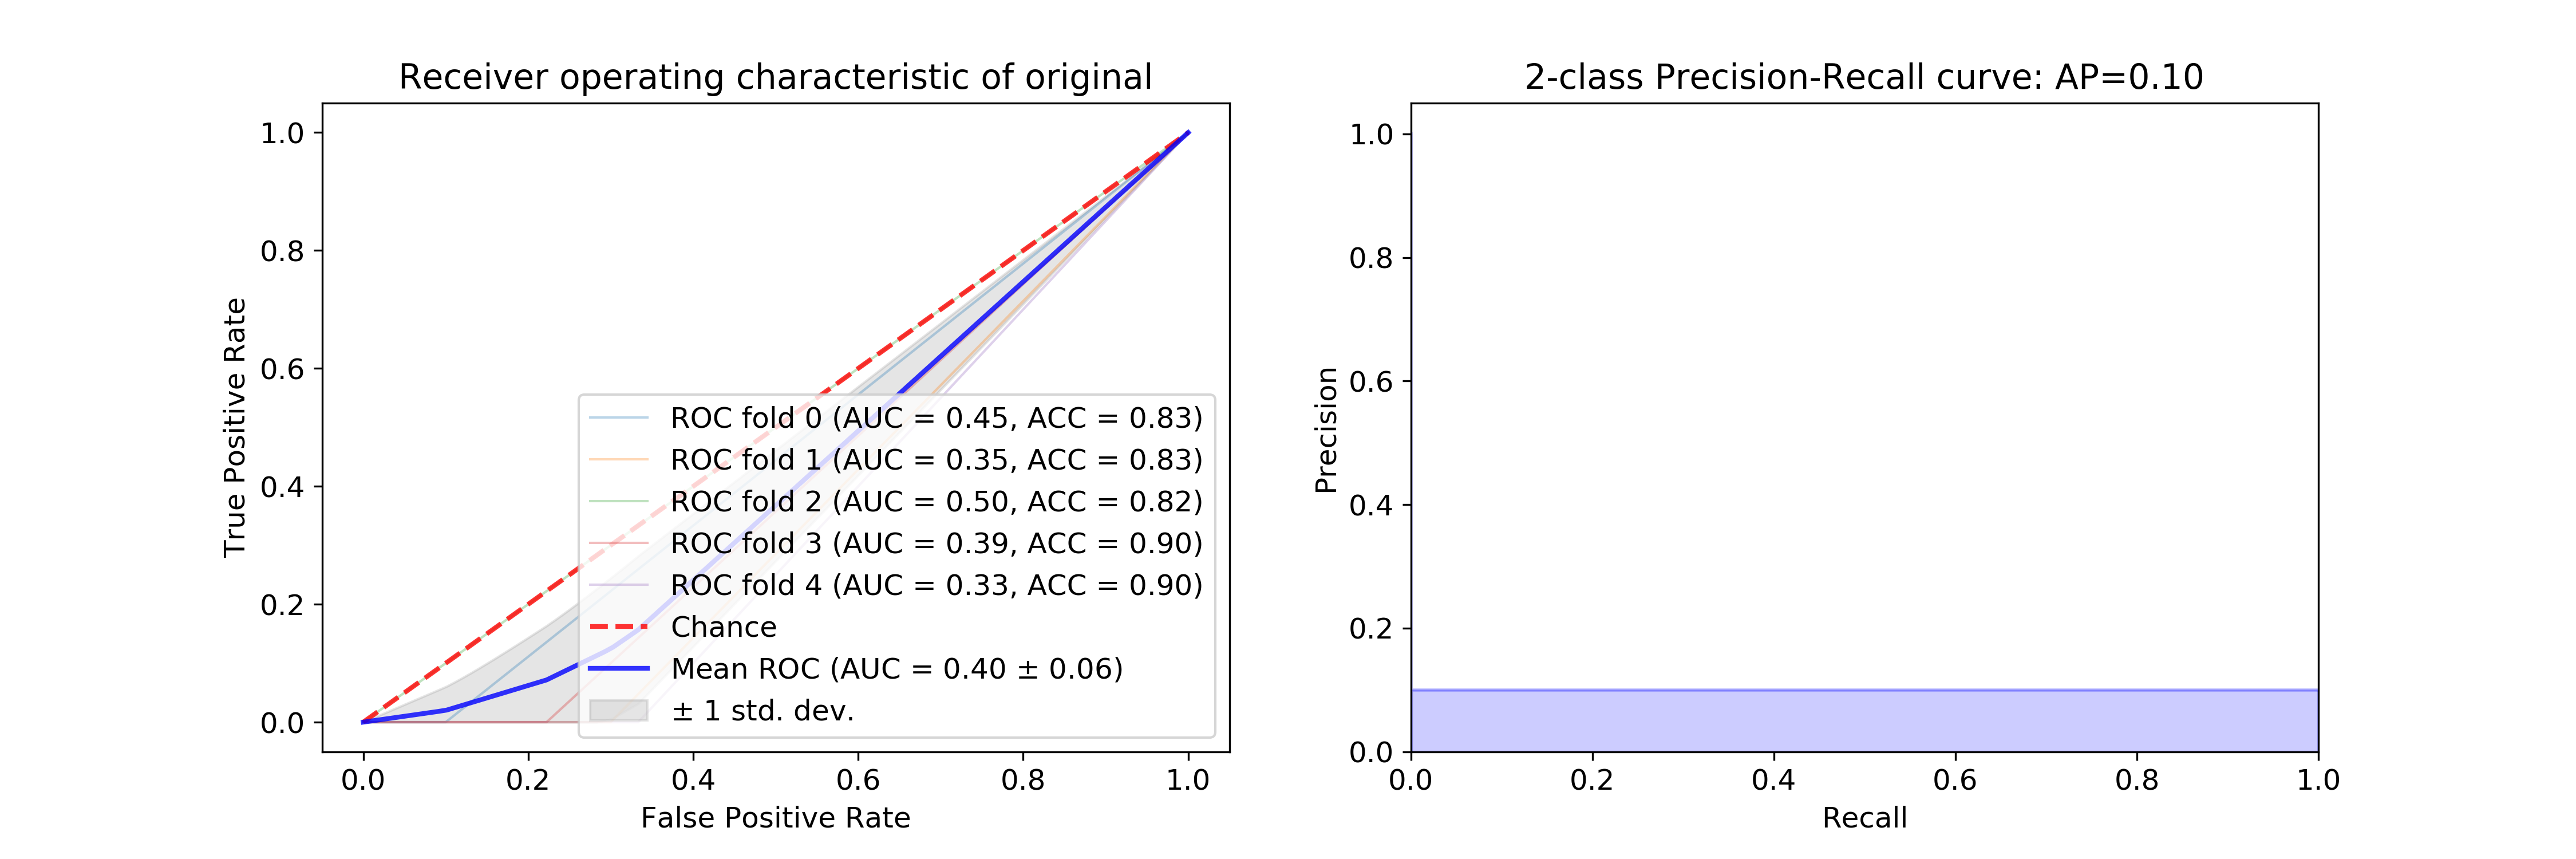 Receiver operating characteristic of original
True Positive Rate
1.0
0.8
0.6
0.4
0.2
0.0
ROC fold 0 (AUC = 0.45, ACC = 0.83)
ROC fold 1 (AUC = 0.35, ACC = 0.83)
ROC fold 2 (AUC = 0.50, ACC = 0.82)
ROC fold 3 (AUC = 0.39, ACC = 0.90)
ROC fold 4 (AUC = 0.33, ACC = 0.90)
Chance
Mean ROC (AUC = 0.40 ± 0.06)
± 1 std. dev.
0.0 0.2 0.4 0.6 0.8 1.0
False Positive Rate
2-class Precision-Recall curve: AP=0.10
Precision
1.0
0.8
0.6
0.4
0.2
0.0
0.0 0.2 0.4 0.6 0.8 1.0
Recall